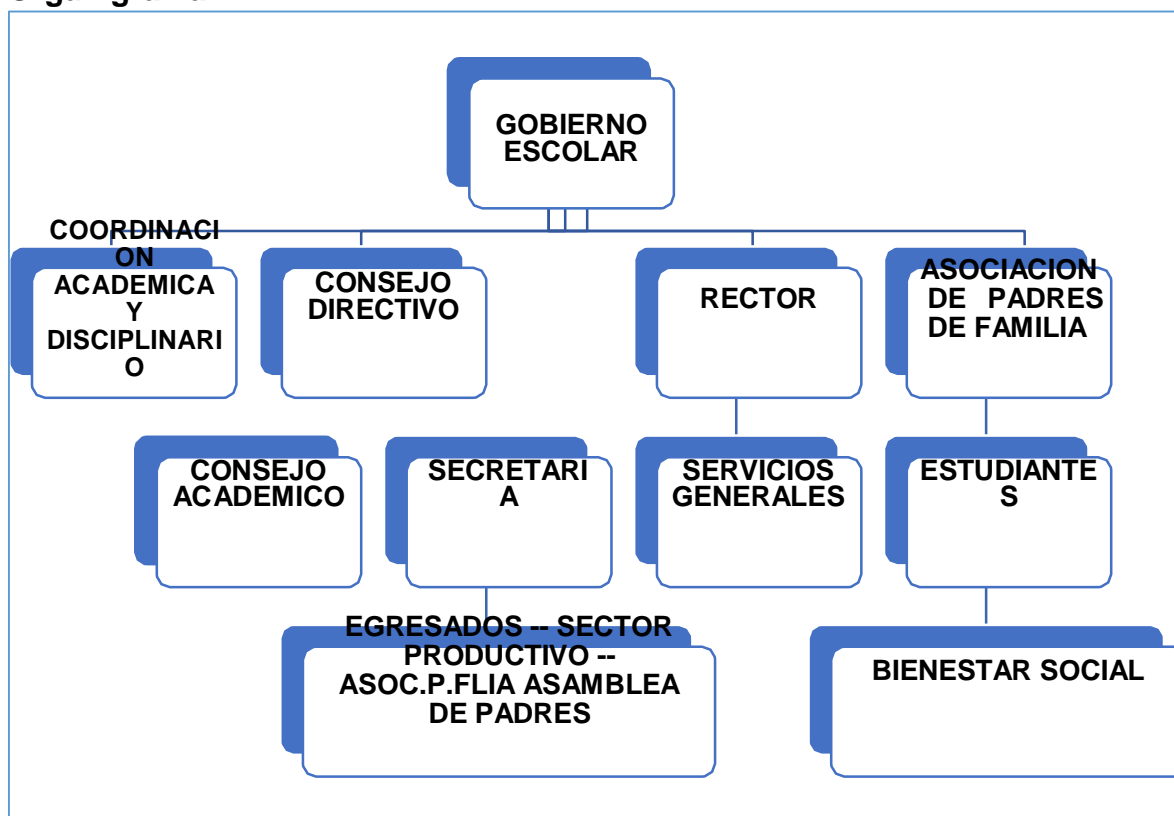 GOBIERNO
ESCOLAR
COORDINACI
ON
ACADEMICA
Y
DISCIPLINARI
O
CONSEJO
DIRECTIVO
RECTOR
ASOCIACION
DE PADRES
DE FAMILIA
CONSEJO
ACADEMICO
SECRETARI
A
SERVICIOS
GENERALES
ESTUDIANTE
S
EGRESADOS -- SECTOR
PRODUCTIVO --
ASOC.P.FLIA ASAMBLEA
DE PADRES
BIENESTAR SOCIAL